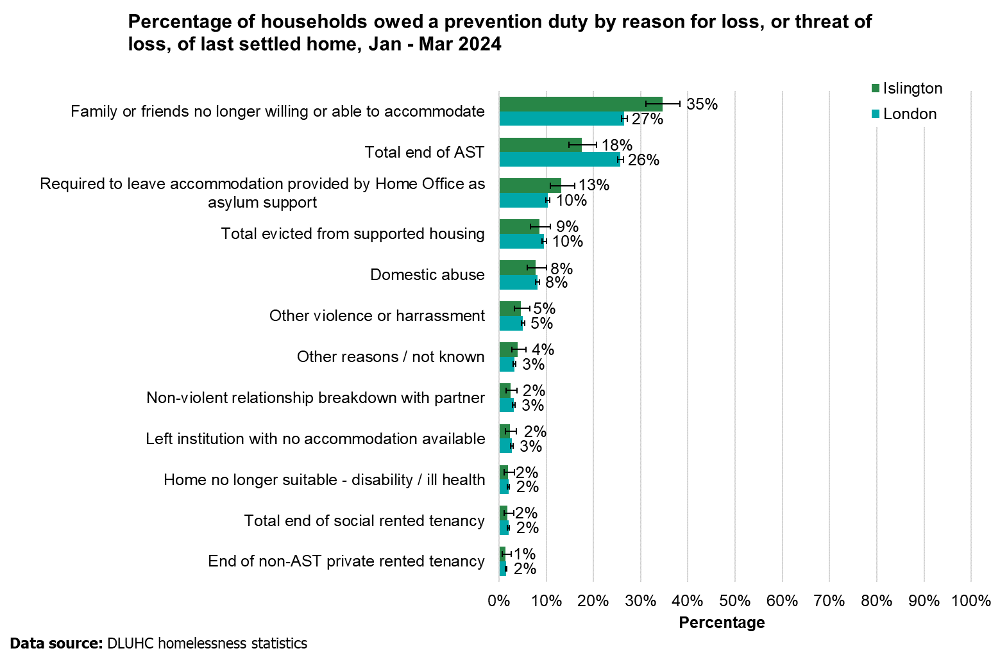 Percentage of households owed a prevention duty by reason for loss, or threat of
loss, of last settled home, Jan - Mar 2024
Islington
London
Family or friends no longer willing or able to accommodate
35%
27%
Total end of AST
18%
26%
Required to leave accommodation provided by Home Office as
asylum support
13%
10%
Total evicted from supported housing
9%
10%
Domestic abuse
8%
8%
Other violence or harrassment
5%
5%
Other reasons / not known
4%
3%
Non-violent relationship breakdown with partner
2%
3%
Left institution with no accommodation available
2%
3%
Home no longer suitable - disability / ill health
2%
2%
Total end of social rented tenancy
2%
2%
End of non-AST private rented tenancy
1%
2%
0% 10% 20% 30% 40% 50% 60% 70% 80% 90% 100%
Percentage
Data source: DLUHC homelessness statistics